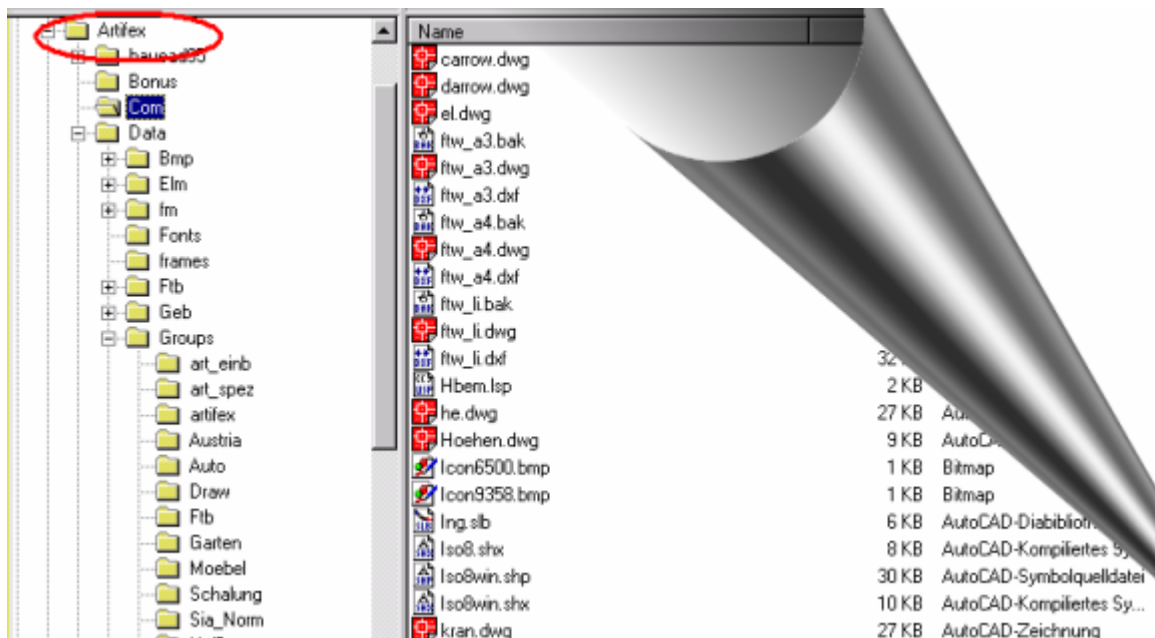 Artifex
Bonus
Com
Data
Bmp
Elm
fm
Fonts
frames
Ftb
Geb
Groups
art_einb
art_spez
artifex
Austria
Auto
Draw
Ftb
Garten
Moebel
Schalung
Sia_Norm
Name
carrow.dwg
darrow.dwg
el.dwg
ftw_a3.bak
ftw_a3.dwg
ftw_a3.dxf
ftw_a4.bak
ftw_a4.dwg
ftw_a4.dxf
ftw_li.bak
ftw_li.dwg
ftw_li.dxf 32
Hbem.lsp 2 KB
he.dwg 27 KB
Hoehen.dwg 9 KB
Icon6500.bmp 1 KB Bitmap
Icon9358.bmp 1 KB Bitmap
Ing.slb 6 KB
Iso8.shx 8 KB AutoCAD-Kompiliertes
Iso8win.shp 30 KB AutoCAD-Symbolquelldatei
Iso8win.shx 10 KB AutoCAD-Kompiliertes Sy...
kran.dwg 27 KB AutoCAD-Zeichnung